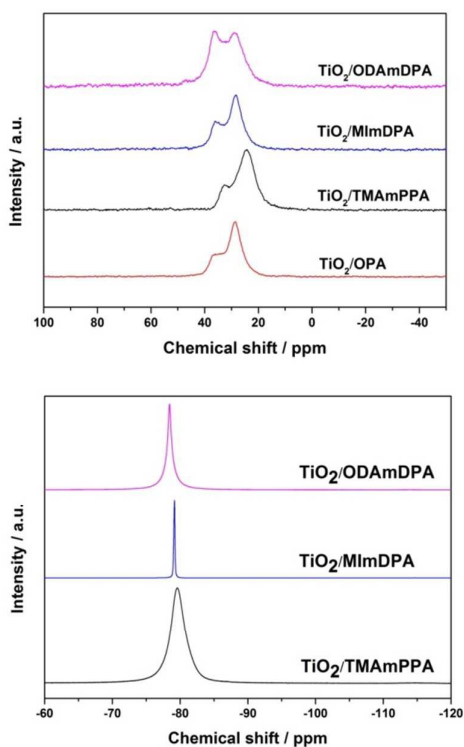 Intensity / a.u.
TiO2/ODAmDPA
TiO2/MImDPA
TiO2/TMAmPPA
TiO2/OPA
100 80 60 40 20 0 -20 -40
Chemical shift / ppm
Intensity / a.u.
TiO2/ODAmDPA
TiO2/MImDPA
TiO2/TMAmPPA
-60 -70 -80 -90 -100 -110 -120
Chemical shift / ppm